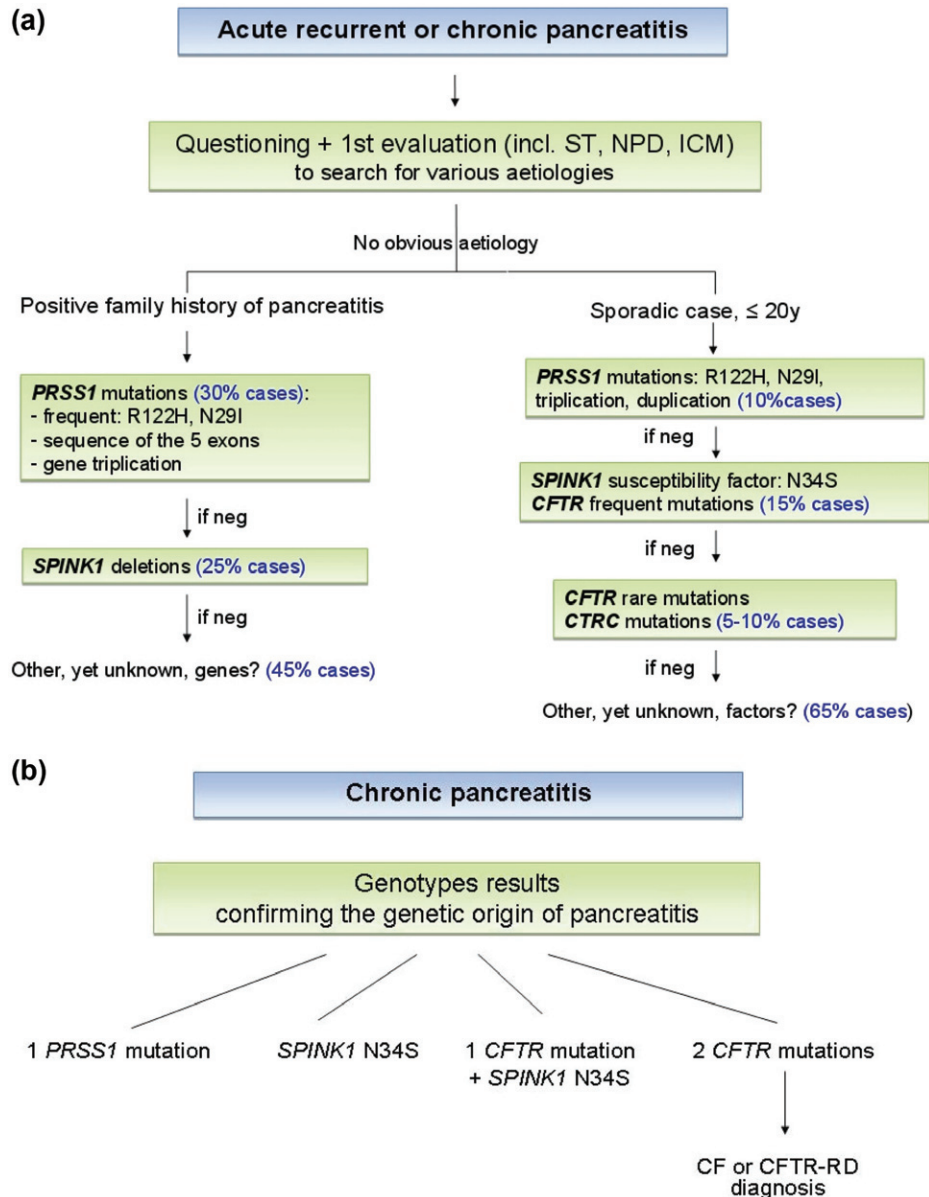 (a)
Acute recurrent or chronic pancreatitis
Questioning + 1st evaluation (incl. ST, NPD, ICM)
to search for various aetiologies
No obvious aetiology
Positive family history of pancreatitis
PRSS1 mutations (30% cases):
- frequent: R122H, N29I
- sequence of the 5 exons
- gene triplication
if neg
SPINK1 deletions (25% cases)
if neg
Other, yet unknown, genes? (45% cases)
Sporadic case, ≤ 20y
PRSS1 mutations: R122H, N29I,
triplication, duplication (10%cases)
if neg
SPINK1 susceptibility factor: N34S
CFTR frequent mutations (15% cases)
if neg
CFTR rare mutations
CTRC mutations (5-10% cases)
if neg
Other, yet unknown, factors? (65% cases)
(b)
Chronic pancreatitis
Genotypes results
confirming the genetic origin of pancreatitis
1 PRSS1 mutation
SPINK1 N34S
1 CFTR mutation
+ SPINK1 N34S
2 CFTR mutations
CF or CFTR-RD
diagnosis